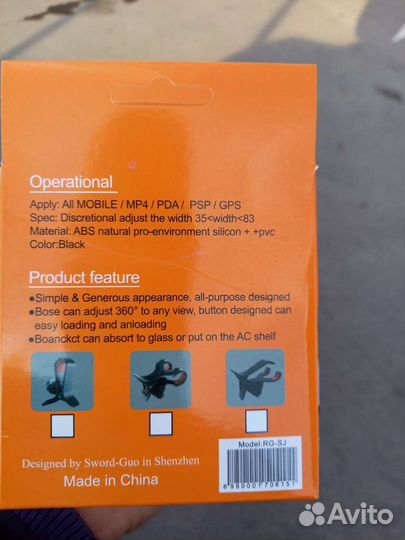 Operational
Apply: All MOBILE / MP4 / PDA / PSP / GPS
Spec: Discretional adjust the width 35<width<83
Material: ABS natural pro-environment silicon + +pvc
Color:Black
Product feature
●Simple & Generous appearance, all-purpose designed
●Bose can adjust 360° to any view, button designed can
easy loading and anloading
●Boanckct can absort to glass or put on the AC shelf
Model:RG-SJ
6980001706151
Designed by Sword-Guo in Shenzhen
Made in China
Avito